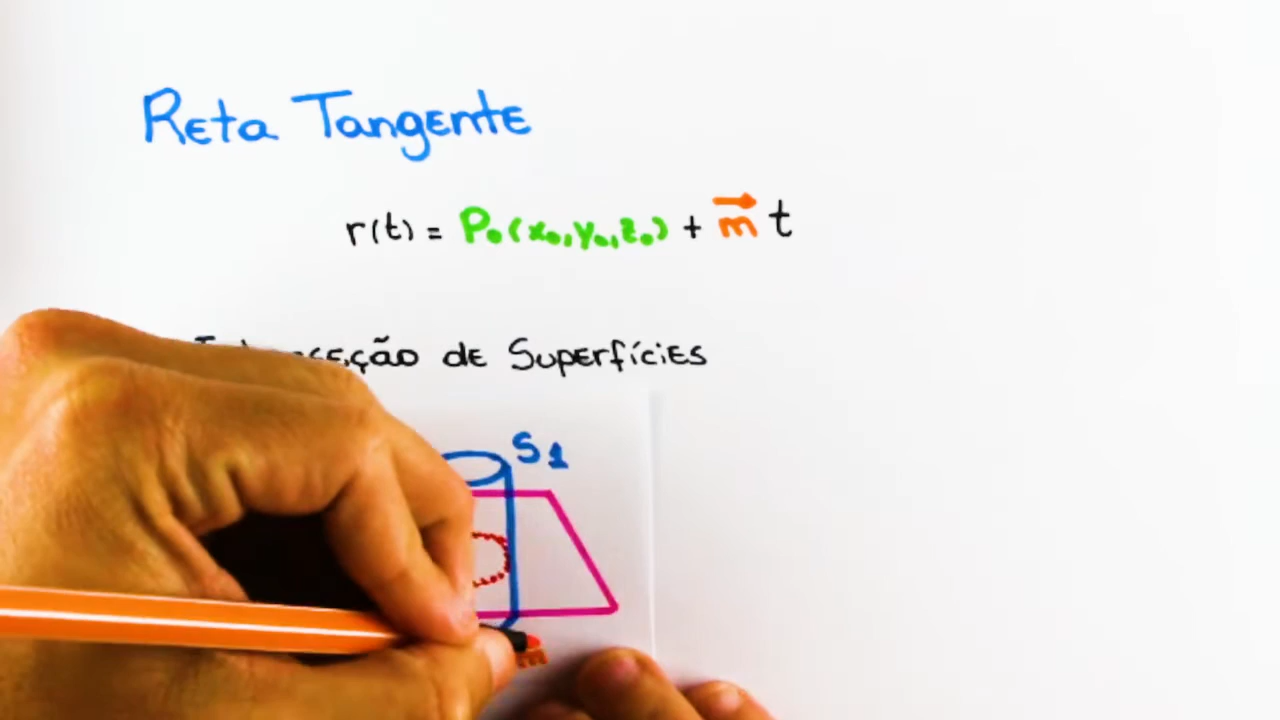 Reta Tangente
r(t) = P₀(x₀,y₀,z₀) + m⃗ t
de Superfícies
S1
m